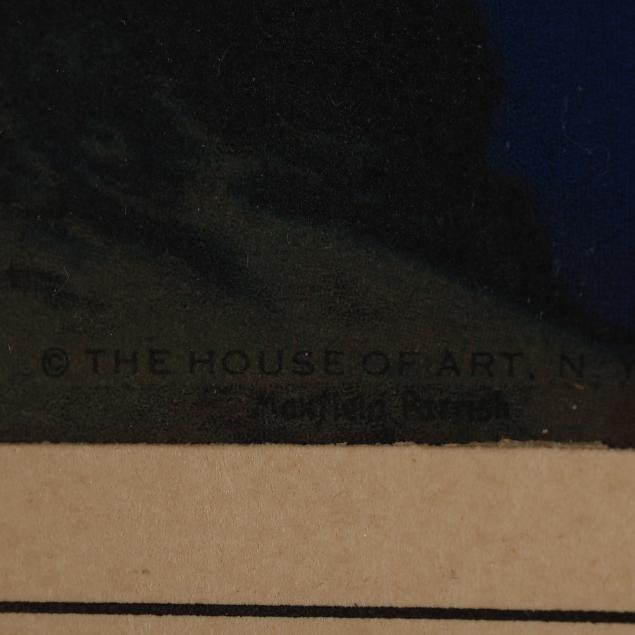 © THE HOUSE OF ART, N. Y
Maxfield Parrish